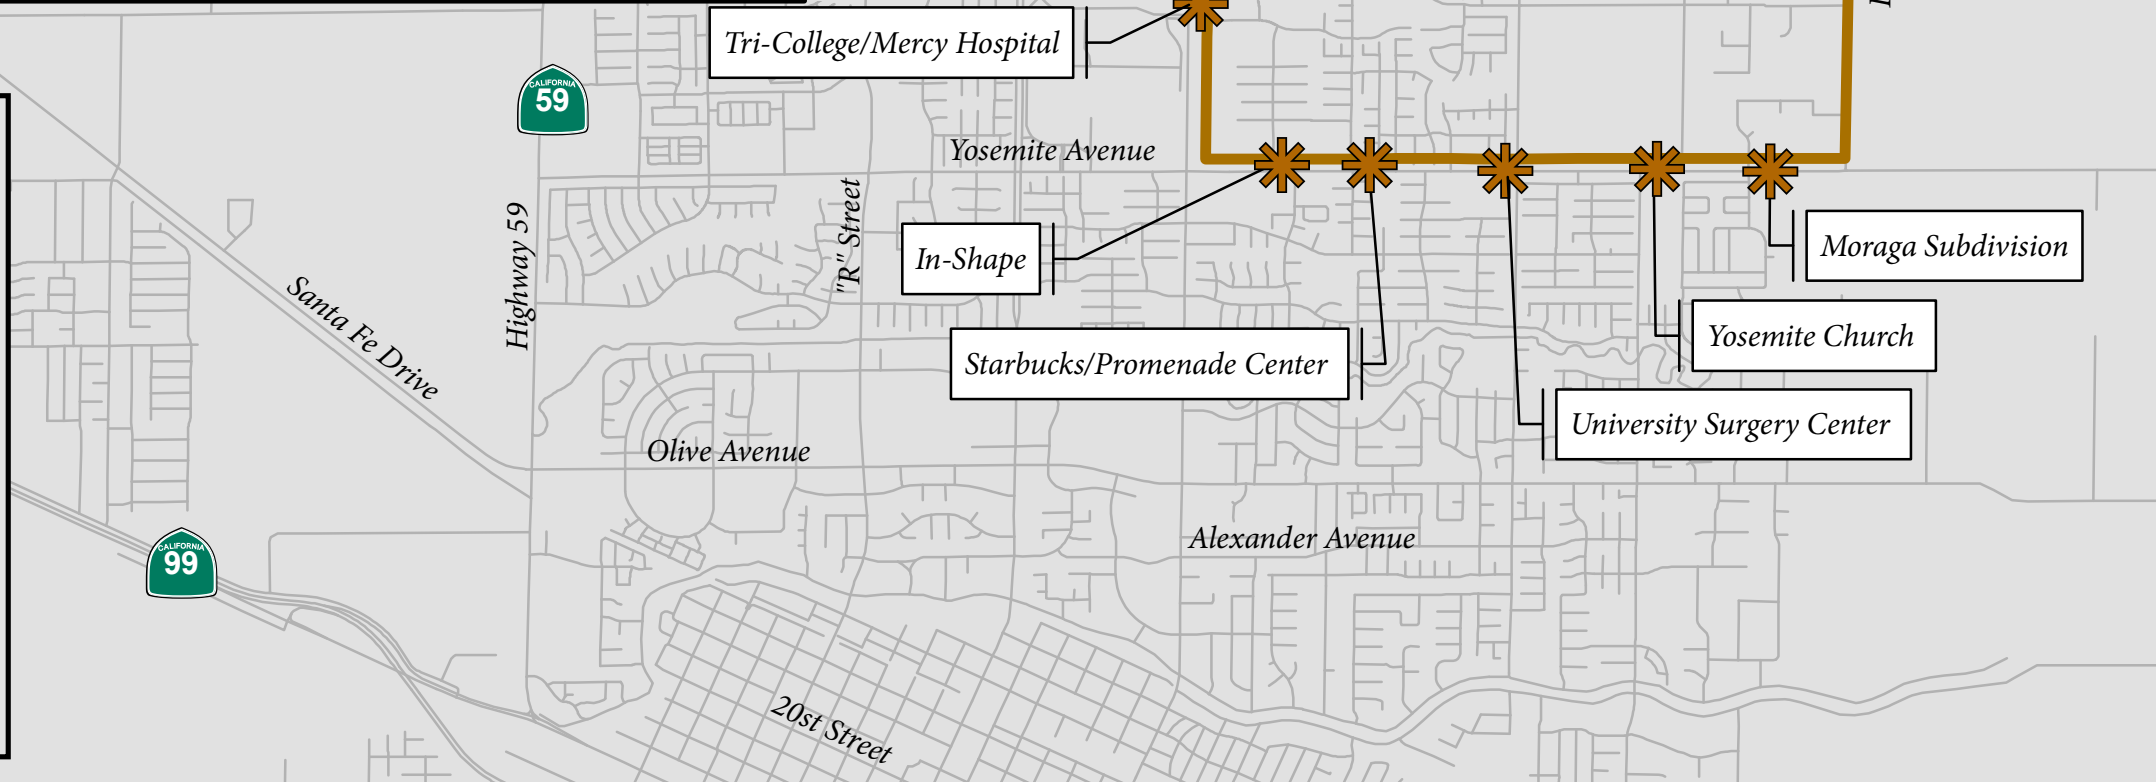 Tri-College/Mercy Hospital
CALIFORNIA
59
Yosemite Avenue
"R" Street
Highway 59
In-Shape
Moraga Subdivision
Santa Fe Drive
Yosemite Church
Starbucks/Promenade Center
University Surgery Center
Olive Avenue
Alexander Avenue
CALIFORNIA
99
20st Street